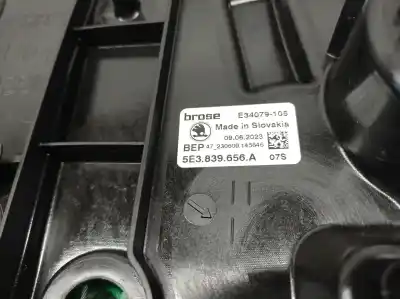 brose E34079-105
Made in Slovakia
09.06.2023
BEP
5E3.839.656.A 07S